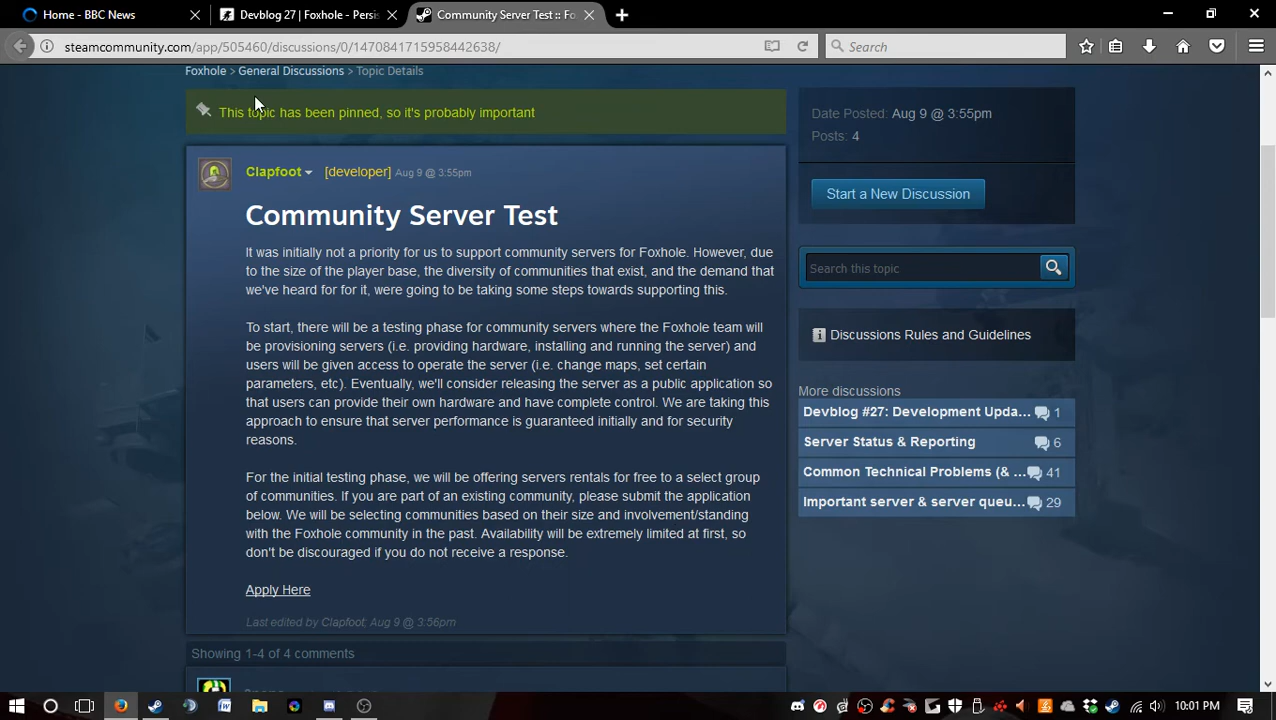 Home - BBC News
Devblog 27 | Foxhole - Persis
Community Server Test :: Fo
steamcommunity.com/app/505460/discussions/0/1470841715958442638/
Search
Foxhole > General Discussions > Topic Details
This topic has been pinned, so it's probably important
Clapfoot [developer] Aug 9 @ 3:55pm
Community Server Test
It was initially not a priority for us to support community servers for Foxhole. However, due
to the size of the player base, the diversity of communities that exist, and the demand that
we've heard for for it, were going to be taking some steps towards supporting this.
To start, there will be a testing phase for community servers where the Foxhole team will
be provisioning servers (i.e. providing hardware, installing and running the server) and
users will be given access to operate the server (i.e. change maps, set certain
parameters, etc). Eventually, we'll consider releasing the server as a public application so
that users can provide their own hardware and have complete control. We are taking this
approach to ensure that server performance is guaranteed initially and for security
reasons.
For the initial testing phase, we will be offering servers rentals for free to a select group
of communities. If you are part of an existing community, please submit the application
below. We will be selecting communities based on their size and involvement/standing
with the Foxhole community in the past. Availability will be extremely limited at first, so
don't be discouraged if you do not receive a response.
Apply Here
Last edited by Clapfoot; Aug 9 @ 3:56pm
Showing 1-4 of 4 comments
Date Posted: Aug 9 @ 3:55pm
Posts: 4
Start a New Discussion
Search this topic
Discussions Rules and Guidelines
More discussions
Devblog #27: Development Upda... 1
Server Status & Reporting 6
Common Technical Problems (& ... 41
Important server & server queu... 29
10:01 PM